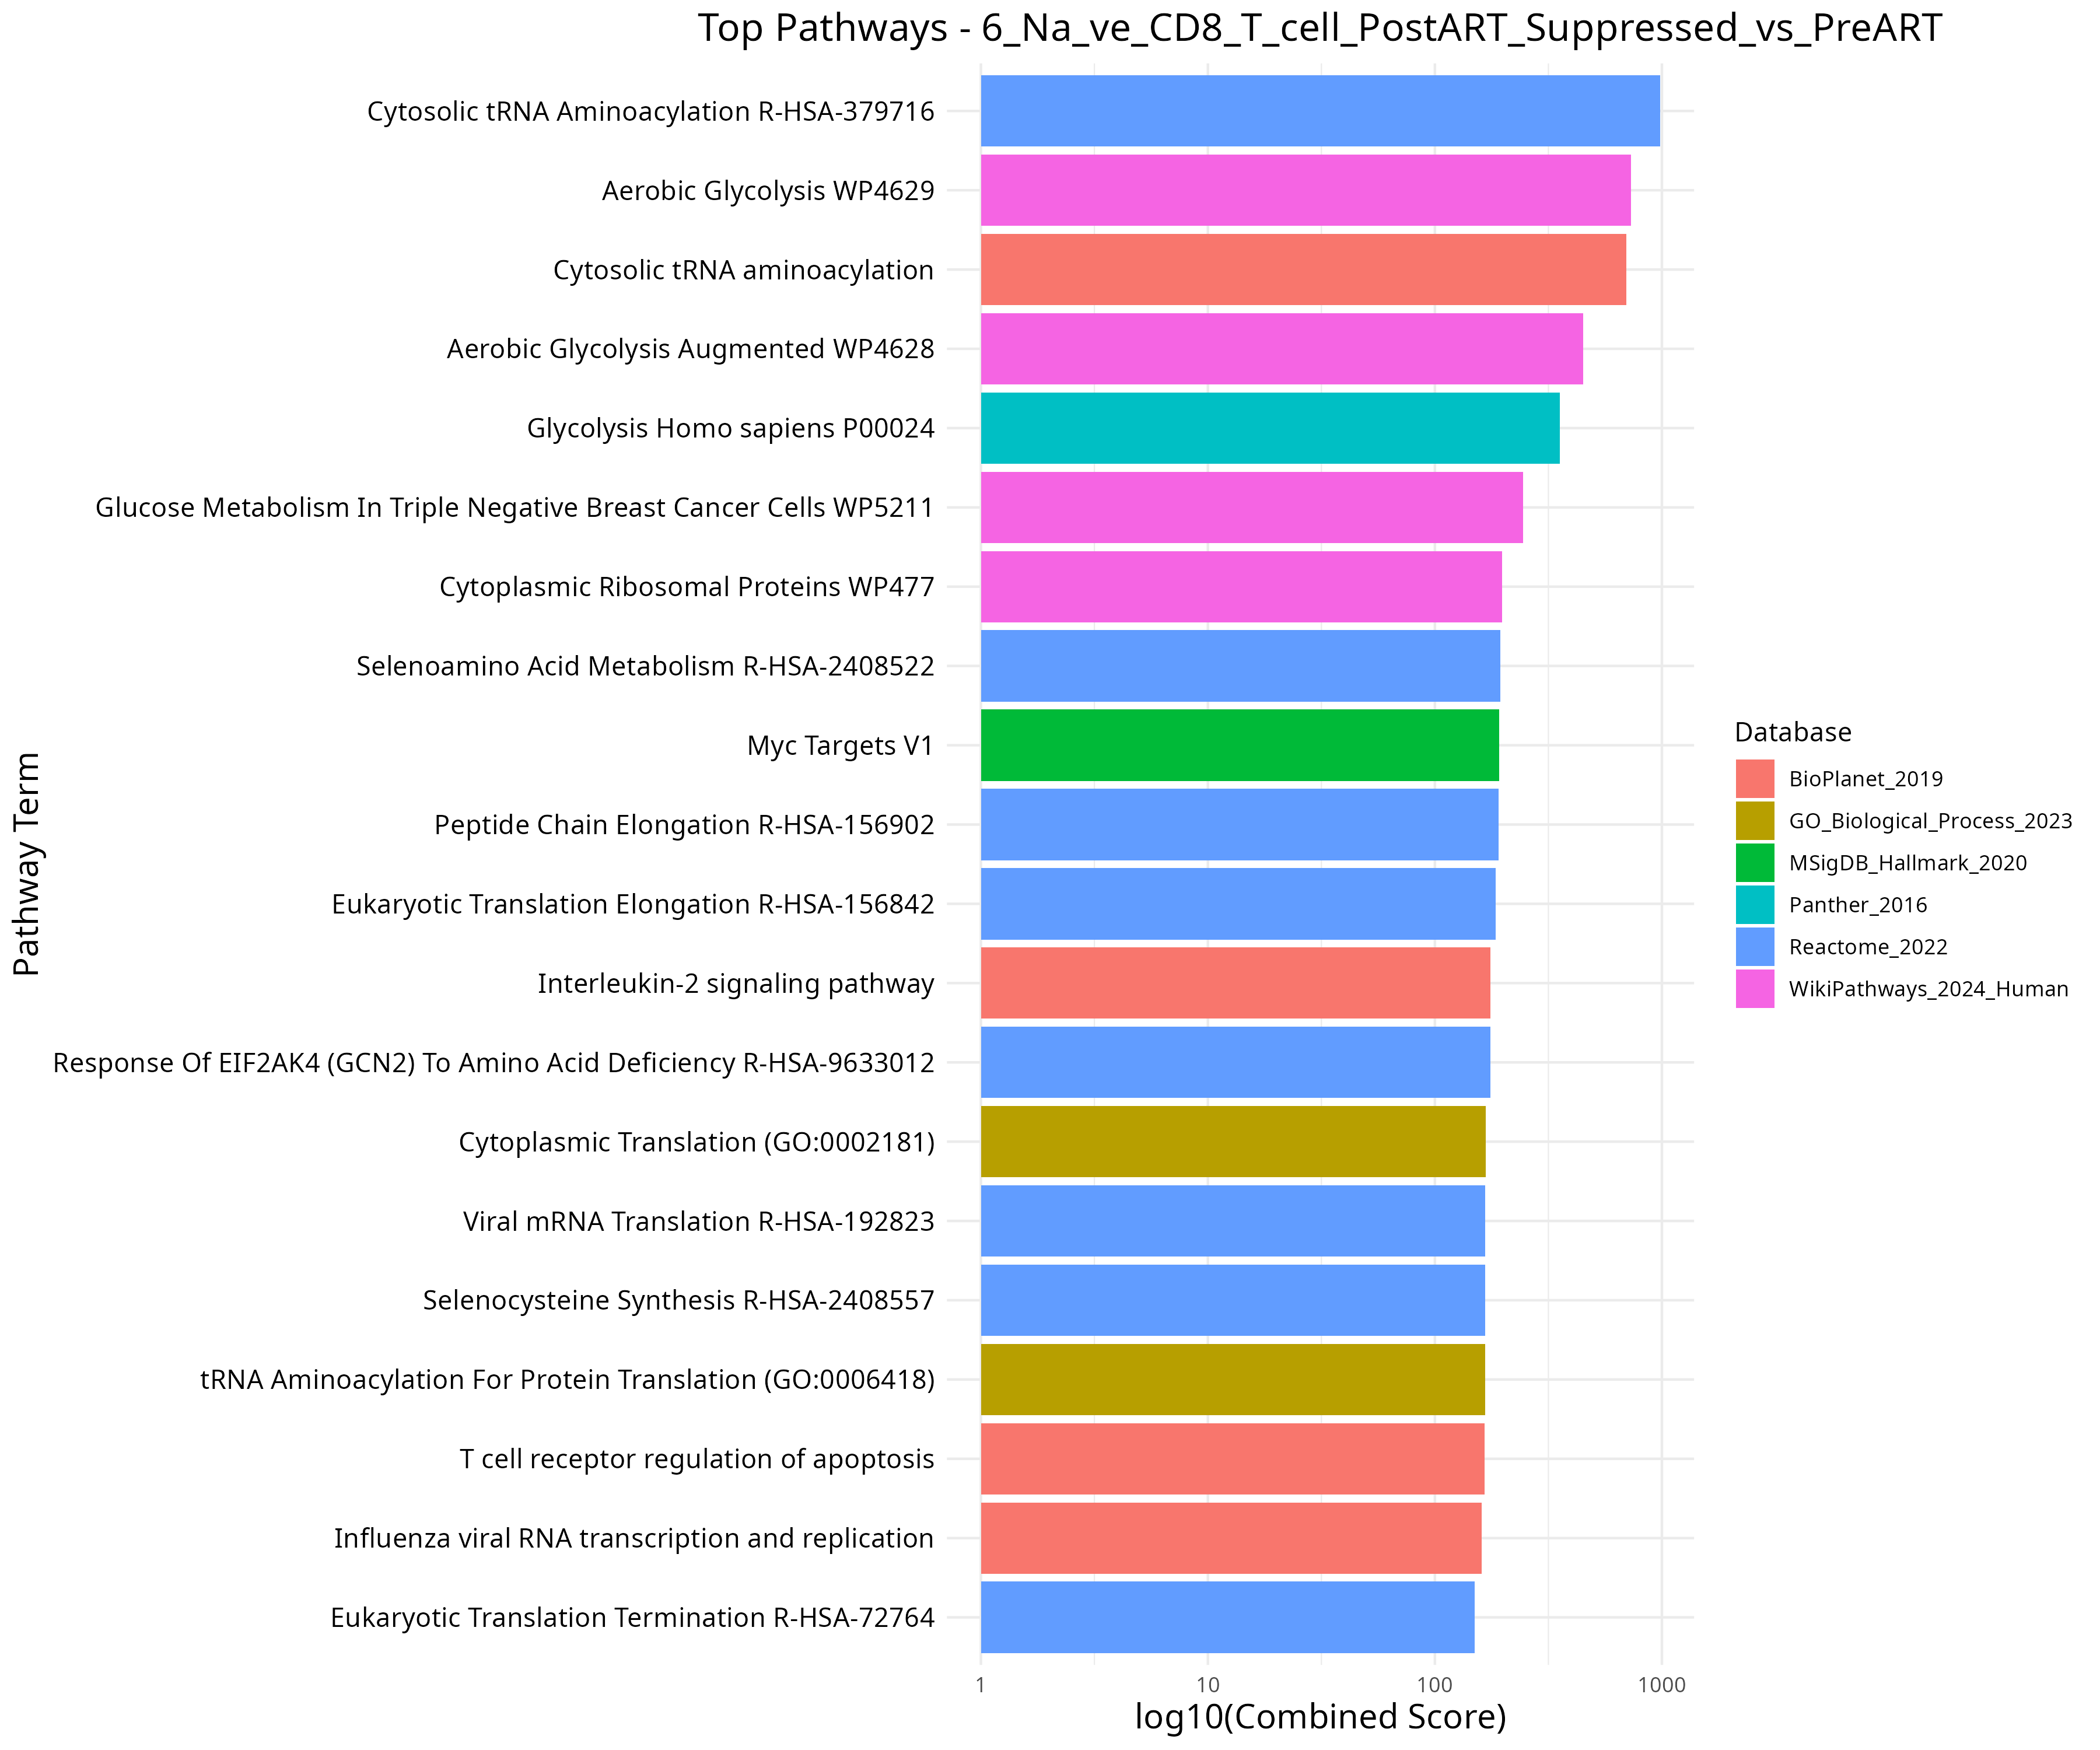 Top Pathways - 6_Na_ve_CD8_T_cell_PostART_Suppressed_vs_PreART
Cytosolic tRNA Aminoacylation R-HSA-379716
Aerobic Glycolysis WP4629
Cytosolic tRNA aminoacylation
Aerobic Glycolysis Augmented WP4628
Glycolysis Homo sapiens P00024
Glucose Metabolism In Triple Negative Breast Cancer Cells WP5211
Cytoplasmic Ribosomal Proteins WP477
Selenoamino Acid Metabolism R-HSA-2408522
Myc Targets V1
Peptide Chain Elongation R-HSA-156902
Eukaryotic Translation Elongation R-HSA-156842
Interleukin-2 signaling pathway
Response Of EIF2AK4 (GCN2) To Amino Acid Deficiency R-HSA-9633012
Cytoplasmic Translation (GO:0002181)
Viral mRNA Translation R-HSA-192823
Selenocysteine Synthesis R-HSA-2408557
tRNA Aminoacylation For Protein Translation (GO:0006418)
T cell receptor regulation of apoptosis
Influenza viral RNA transcription and replication
Eukaryotic Translation Termination R-HSA-72764
Pathway Term
1 10 100 1000
log10(Combined Score)
Database
BioPlanet_2019
GO_Biological_Process_2023
MSigDB_Hallmark_2020
Panther_2016
Reactome_2022
WikiPathways_2024_Human